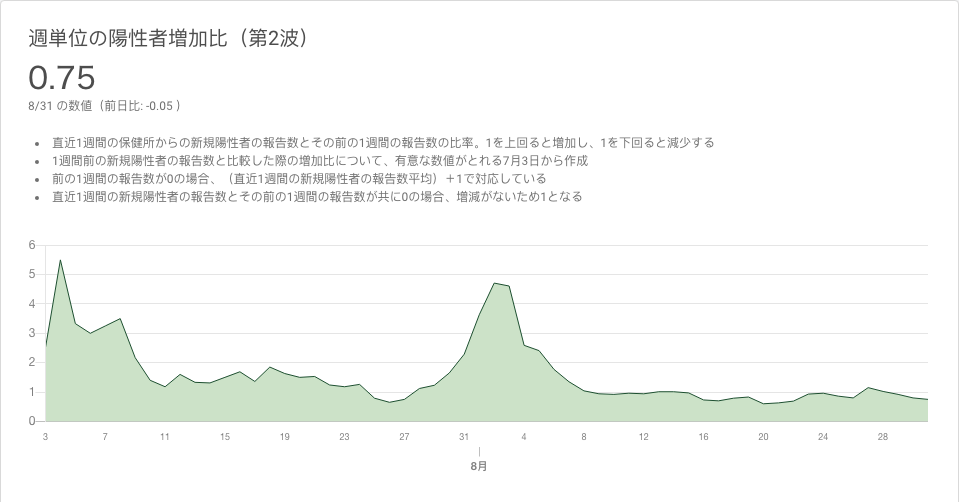 週単位の陽性者増加比（第2波）
0.75
8/31 の数値（前日比: -0.05 ）
• 直近1週間の保健所からの新規陽性者の報告数とその前の1週間の報告数の比率。1を上回ると増加し、1を下回ると減少する
• 1週間前の新規陽性者の報告数と比較した際の増加比について、有意な数値がとれる7月3日から作成
• 前の1週間の報告数が0の場合、（直近1週間の新規陽性者の報告数平均）＋1で対応している
• 直近1週間の新規陽性者の報告数とその前の1週間の報告数が共に0の場合、増減がないため1となる
6
5
4
3
2
1
0
3 7 11 15 19 23 27 31 4 8 12 16 20 24 28
8月